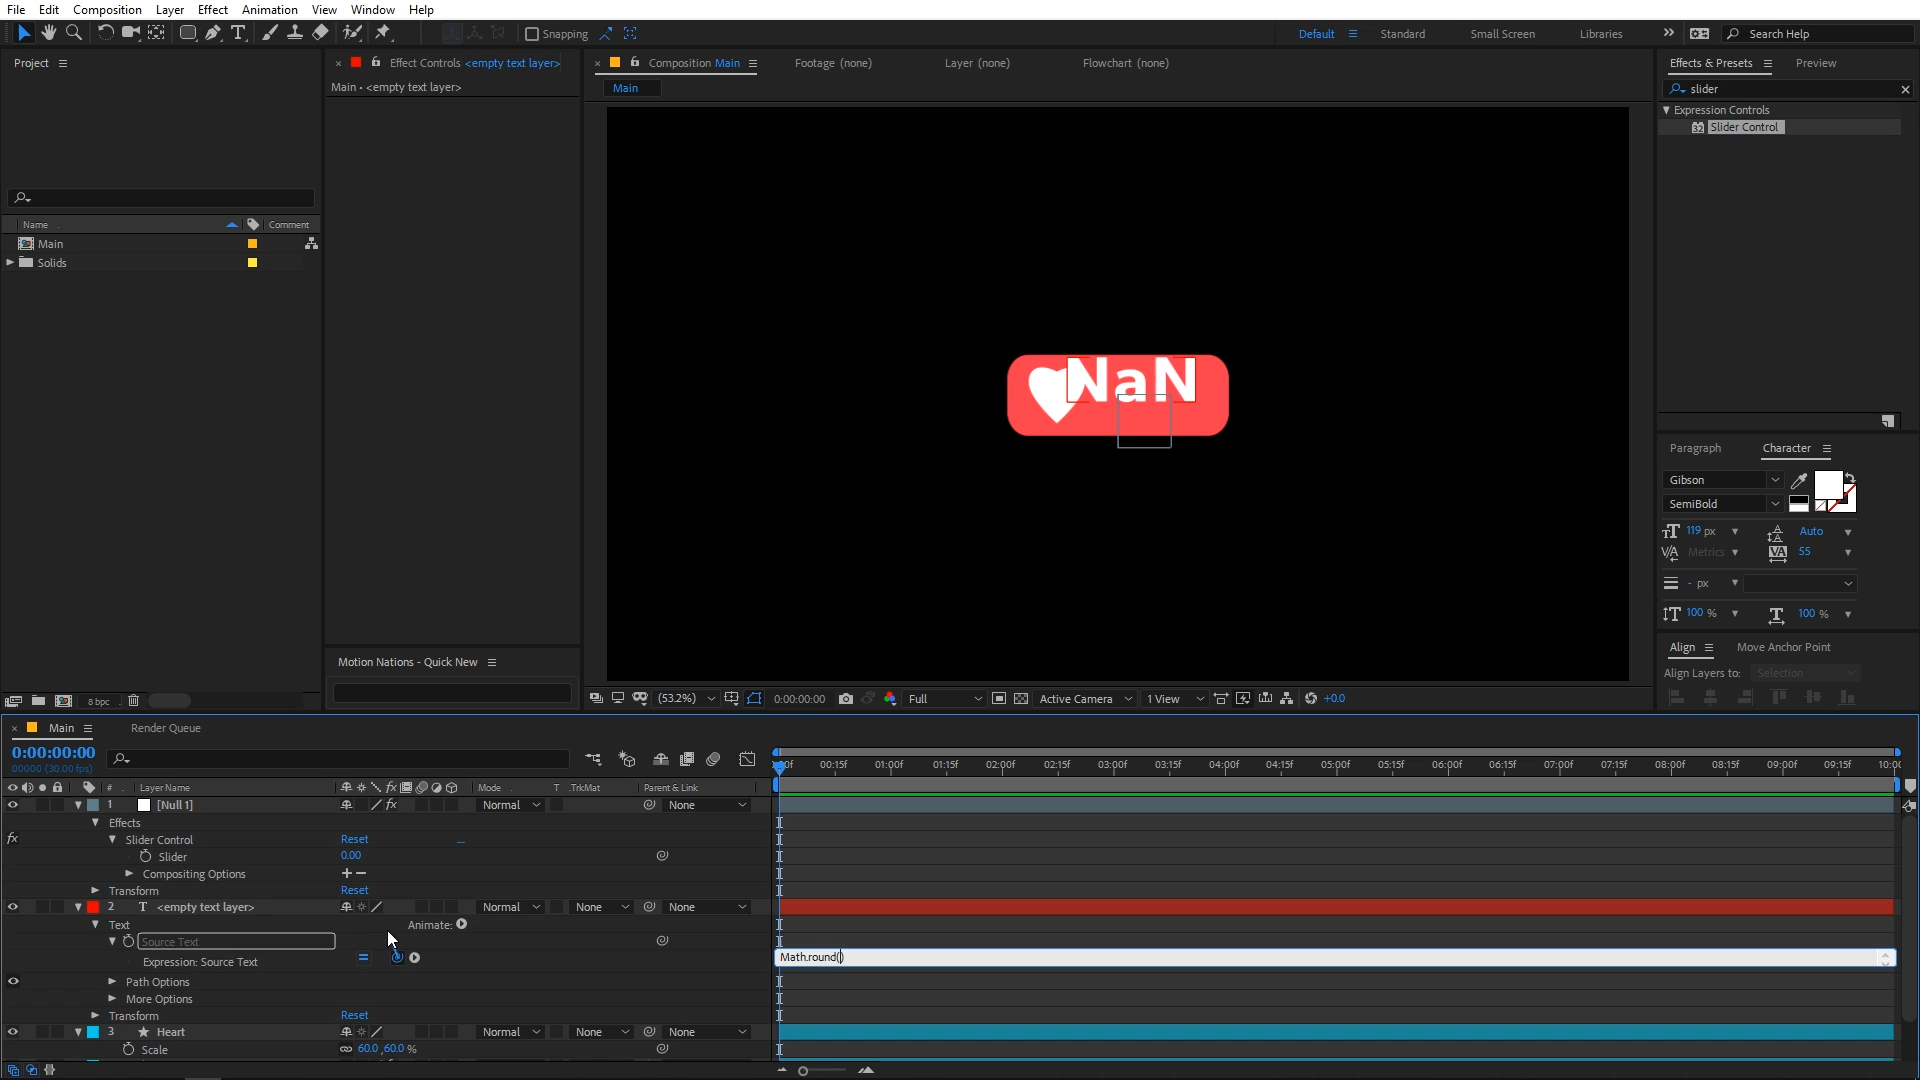 File Edit Composition Layer Effect Animation View Window Help
Snapping
Default Standard Small Screen Libraries
Search Help
Project
Effect Controls <empty text layer>
Main • <empty text layer>
Composition Main
Footage (none)
Layer (none)
Flowchart (none)
Main
Effects & Presets
Preview
slider
Expression Controls
32 Slider Control
Name
Comment
Main
Solids
NaN
Paragraph
Character
Gibson
SemiBold
119 px
Auto
Metrics
55
- px
100 %
100 %
Motion Nations - Quick New
Align
Move Anchor Point
Align Layers to: Selection
8 bpc
(53.2%)
0:00:00:00
Full
Active Camera
1 View
+0.0
Main
Render Queue
0:00:00:00
00000 (30.00 fps)
00:15f 01:00f 01:15f 02:00f 02:15f 03:00f 03:15f 04:00f 04:15f 05:00f 05:15f 06:00f 06:15f 07:00f 07:15f 08:00f 08:15f 09:00f 09:15f
# Layer Name Mode T .TrkMat Parent & Link
1 [Null 1] Normal None
Effects
fx Slider Control Reset
Slider 0.00
Compositing Options
Transform Reset
2 T <empty text layer> Normal None None
Text Animate:
Source Text
Expression: Source Text
Math.round()
Path Options
More Options
Transform Reset
3 Heart Normal None None
Scale 60.0, 60.0 %